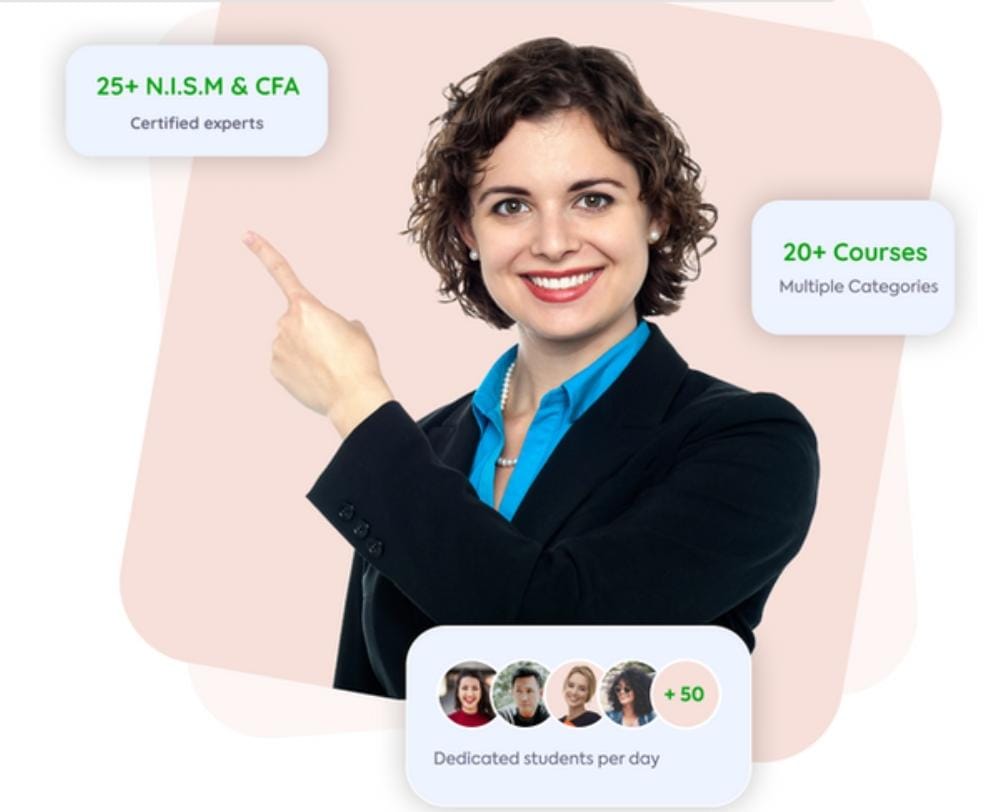 25+ N.I.S.M & CFA
Certified experts
20+ Courses
Multiple Categories
+ 50
Dedicated students per day